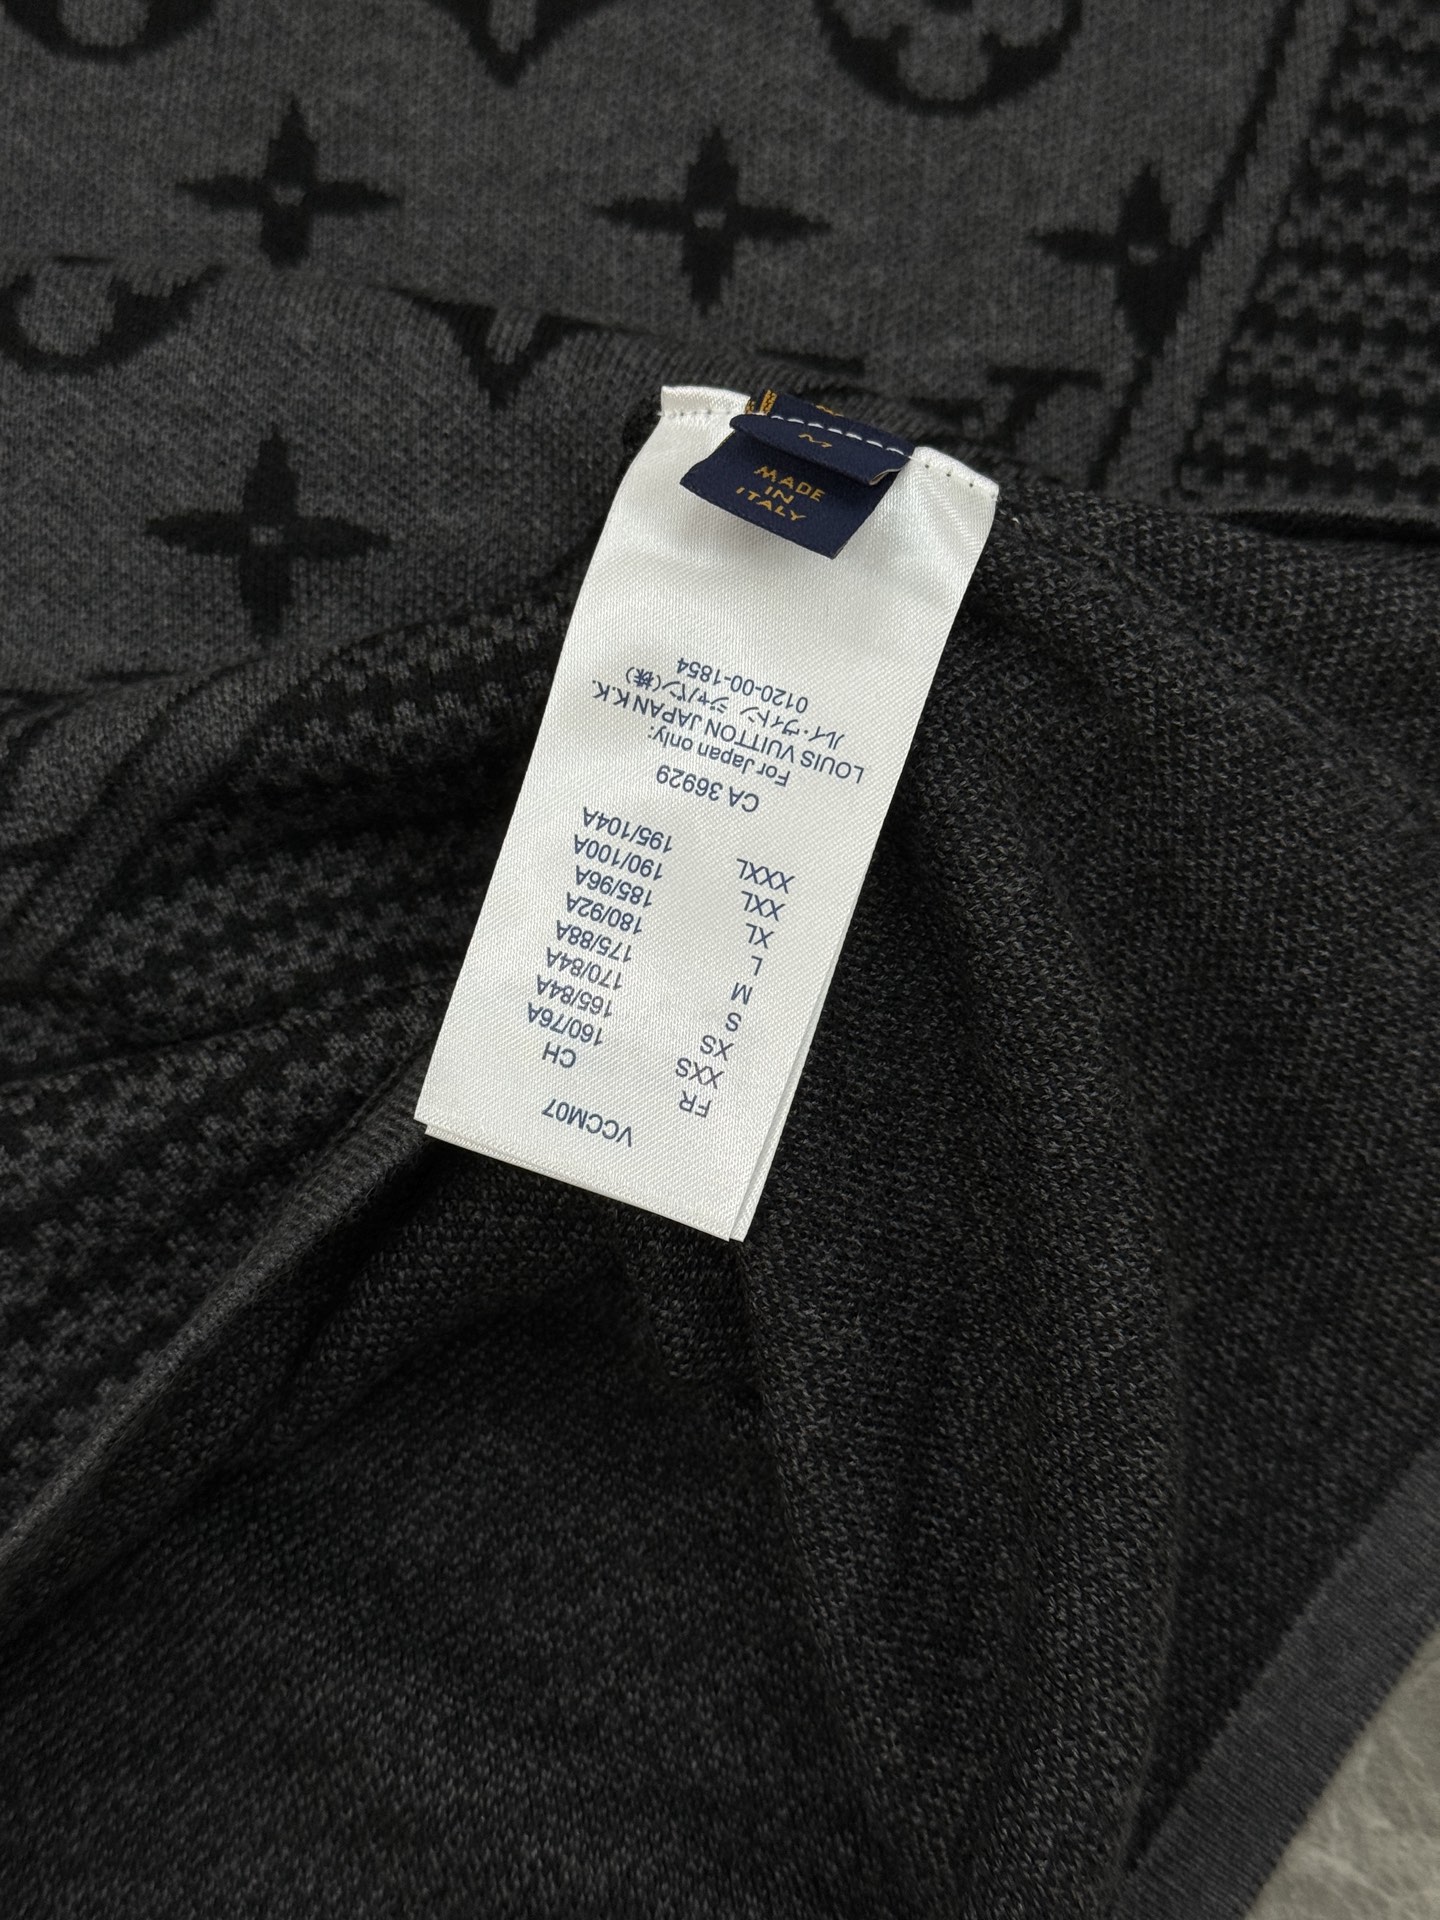 M
MADE
IN
ITALY
VCCM07
FR CH
XXS 160/76A
XS 165/84A
S 170/84A
M 175/88A
L 180/92A
XL 185/96A
XXL 190/100A
XXXL 195/104A
CA 36929
For Japan only:
LOUIS VUITTON JAPAN K.K.
ルイ・ヴィトン ジャパン(株)
0120-00-1854